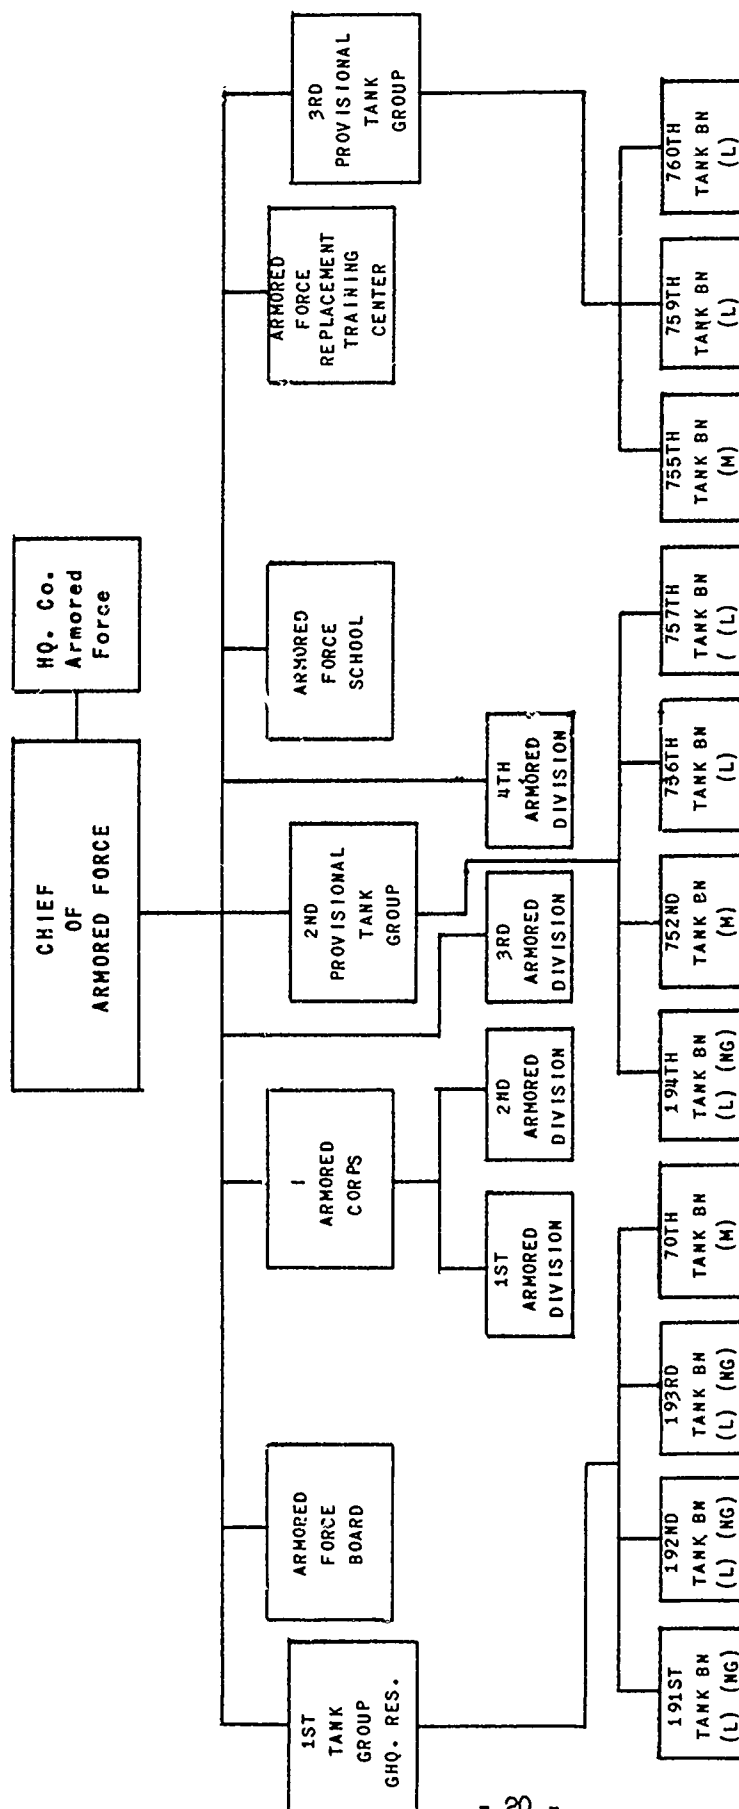 CHIEF
OF
ARMORED FORCE
HQ. Co.
Armored
Force
1ST
TANK
GROUP
GHQ. RES.
ARMORED
FORCE
BOARD
I
ARMORED
CORPS
2ND
PROVISIONAL
TANK
GROUP
ARMORED
FORCE
SCHOOL
ARMORED
FORCE
REPLACEMENT
TRAINING
CENTER
3RD
PROVISIONAL
TANK
GROUP
1ST
ARMORED
DIVISION
2ND
ARMORED
DIVISION
3RD
ARMORED
DIVISION
4TH
ARMORED
DIVISION
191ST
TANK BN
(L) (NG)
192ND
TANK BN
(L) (NG)
193RD
TANK BN
(L) (NG)
70TH
TANK BN
(M)
194TH
TANK BN
(L) (NG)
752ND
TANK BN
(M)
756TH
TANK BN
(L)
757TH
TANK BN
( (L)
755TH
TANK BN
(M)
759TH
TANK BN
(L)
760TH
TANK BN
(L)
- 8 -